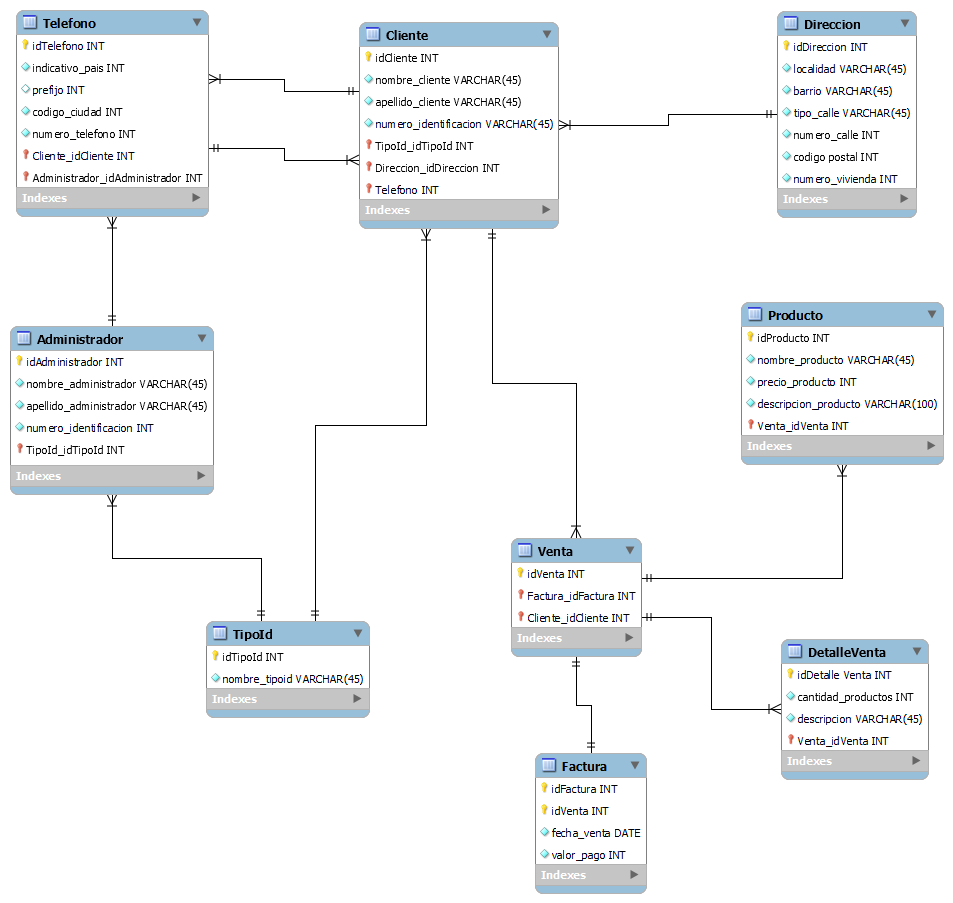 Telefono
idTelefono INT
indicativo_pais INT
prefijo INT
codigo_ciudad INT
numero_telefono INT
Cliente_idCliente INT
Administrador_idAdministrador INT
Indexes
Cliente
idCliente INT
nombre_cliente VARCHAR(45)
apellido_cliente VARCHAR(45)
numero_identificacion VARCHAR(45)
TipoId_idTipoId INT
Direccion_idDireccion INT
Telefono INT
Indexes
Direccion
idDireccion INT
localidad VARCHAR(45)
barrio VARCHAR(45)
tipo_calle VARCHAR(45)
numero_calle INT
codigo postal INT
numero_vivienda INT
Indexes
Administrador
idAdministrador INT
nombre_administrador VARCHAR(45)
apellido_administrador VARCHAR(45)
numero_identificacion INT
TipoId_idTipoId INT
Indexes
Producto
idProducto INT
nombre_producto VARCHAR(45)
precio_producto INT
descripcion_producto VARCHAR(100)
Venta_idVenta INT
Indexes
Venta
idVenta INT
Factura_idFactura INT
Cliente_idCliente INT
Indexes
TipoId
idTipoId INT
nombre_tipoid VARCHAR(45)
Indexes
DetalleVenta
idDetalle Venta INT
cantidad_productos INT
descripcion VARCHAR(45)
Venta_idVenta INT
Indexes
Factura
idFactura INT
idVenta INT
fecha_venta DATE
valor_pago INT
Indexes